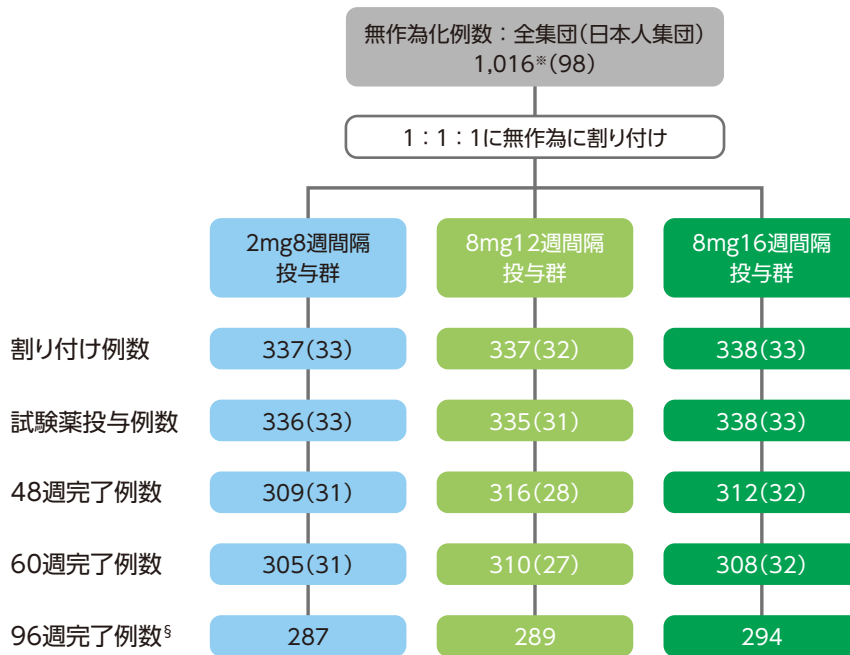 無作為化例数：全集団(日本人集団)
1,016※(98)
1：1：1に無作為に割り付け
2mg8週間隔
投与群
8mg12週間隔
投与群
8mg16週間隔
投与群
割り付け例数 337(33) 337(32) 338(33)
試験薬投与例数 336(33) 335(31) 338(33)
48週完了例数 309(31) 316(28) 312(32)
60週完了例数 305(31) 310(27) 308(32)
96週完了例数§ 287 289 294